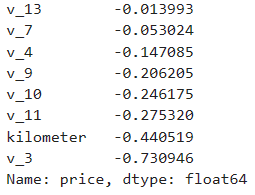 v_13 -0.013993
v_7 -0.053024
v_4 -0.147085
v_9 -0.206205
v_10 -0.246175
v_11 -0.275320
kilometer -0.440519
v_3 -0.730946
Name: price, dtype: float64